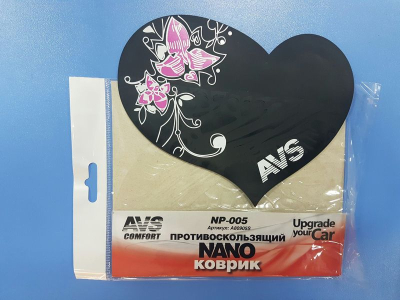 AVS
AVS
COMFORT
NP-005
Артикул: A80905S
Upgrade
your Car
ПРОТИВОСКОЛЬЗЯЩИЙ
NANO
КОВРИК